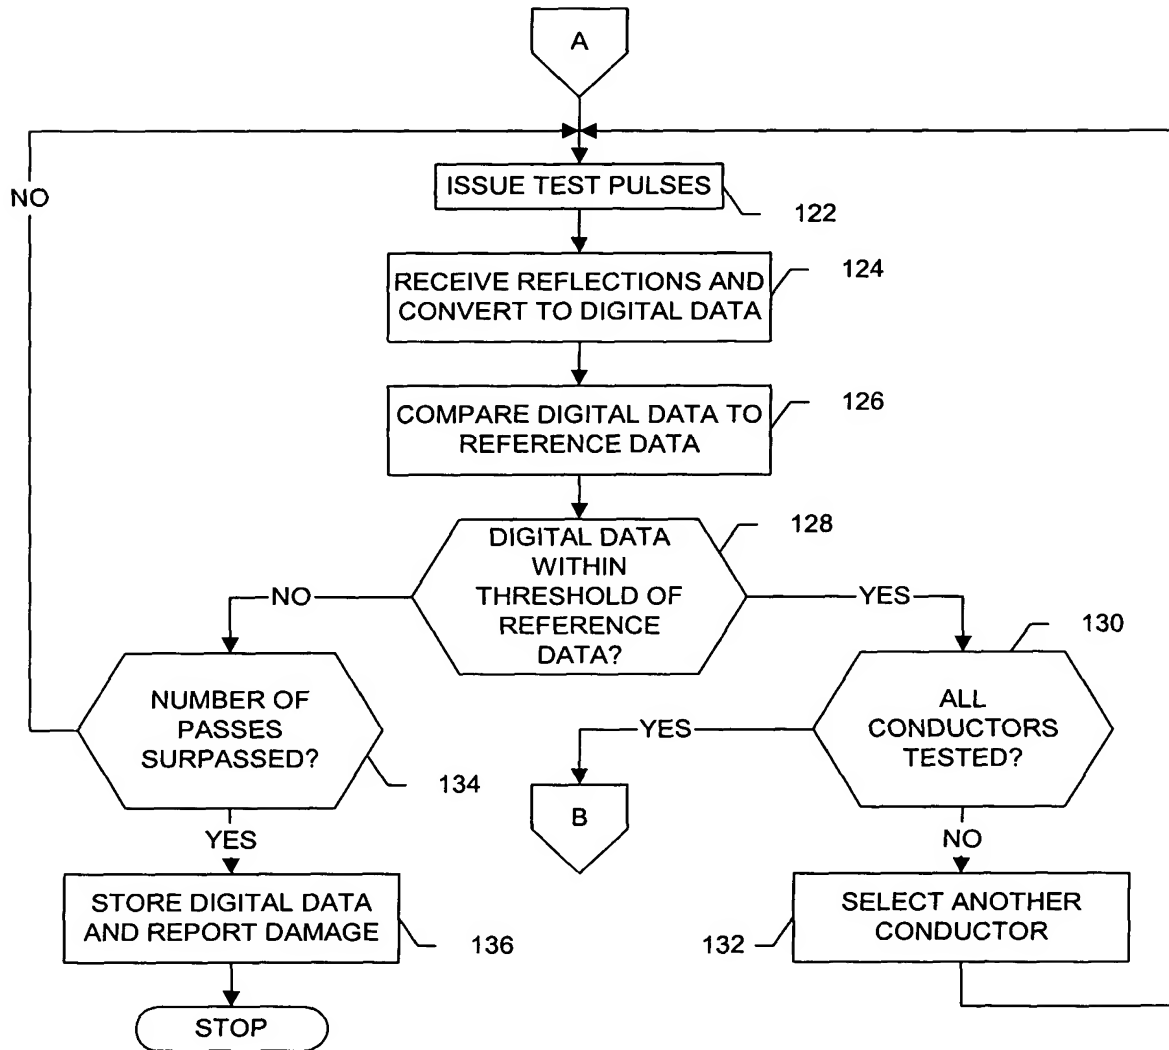 A
NO
ISSUE TEST PULSES
122
RECEIVE REFLECTIONS AND
CONVERT TO DIGITAL DATA
124
COMPARE DIGITAL DATA TO
REFERENCE DATA
126
DIGITAL DATA
WITHIN
THRESHOLD OF
REFERENCE
DATA?
128
NO
YES
130
NUMBER OF
PASSES
SURPASSED?
134
ALL
CONDUCTORS
TESTED?
YES
B
YES
NO
STORE DIGITAL DATA
AND REPORT DAMAGE
136
SELECT ANOTHER
CONDUCTOR
132
STOP